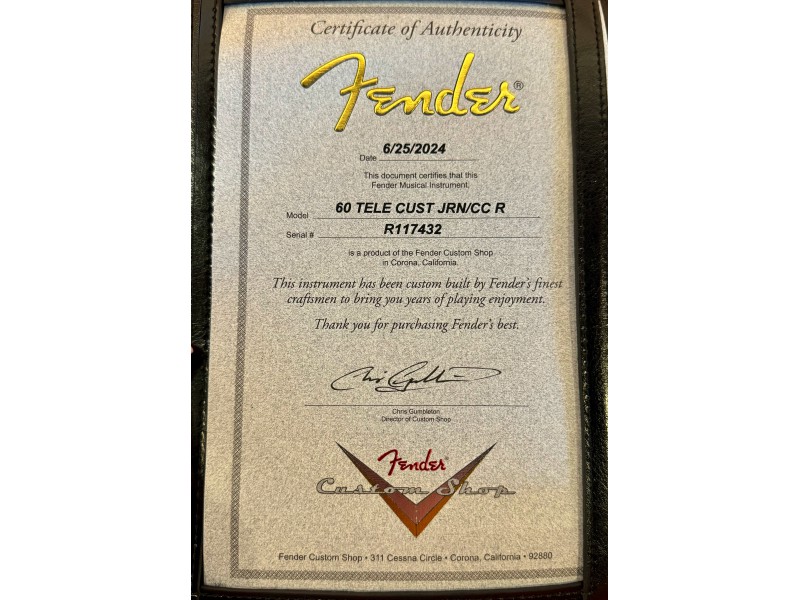 Certificate of Authenticity
Fender®
Date 6/25/2024
This document certifies that this
Fender Musical Instrument,
Model 60 TELE CUST JRN/CC R
Serial # R117432
is a product of the Fender Custom Shop
in Corona, California.
This instrument has been custom built by Fender's finest
craftsmen to bring you years of playing enjoyment.
Thank you for purchasing Fender's best.
Chris Gumbleton
Director of Custom Shop
Fender®
Custom Shop
Fender Custom Shop • 311 Cessna Circle • Corona, California • 92880